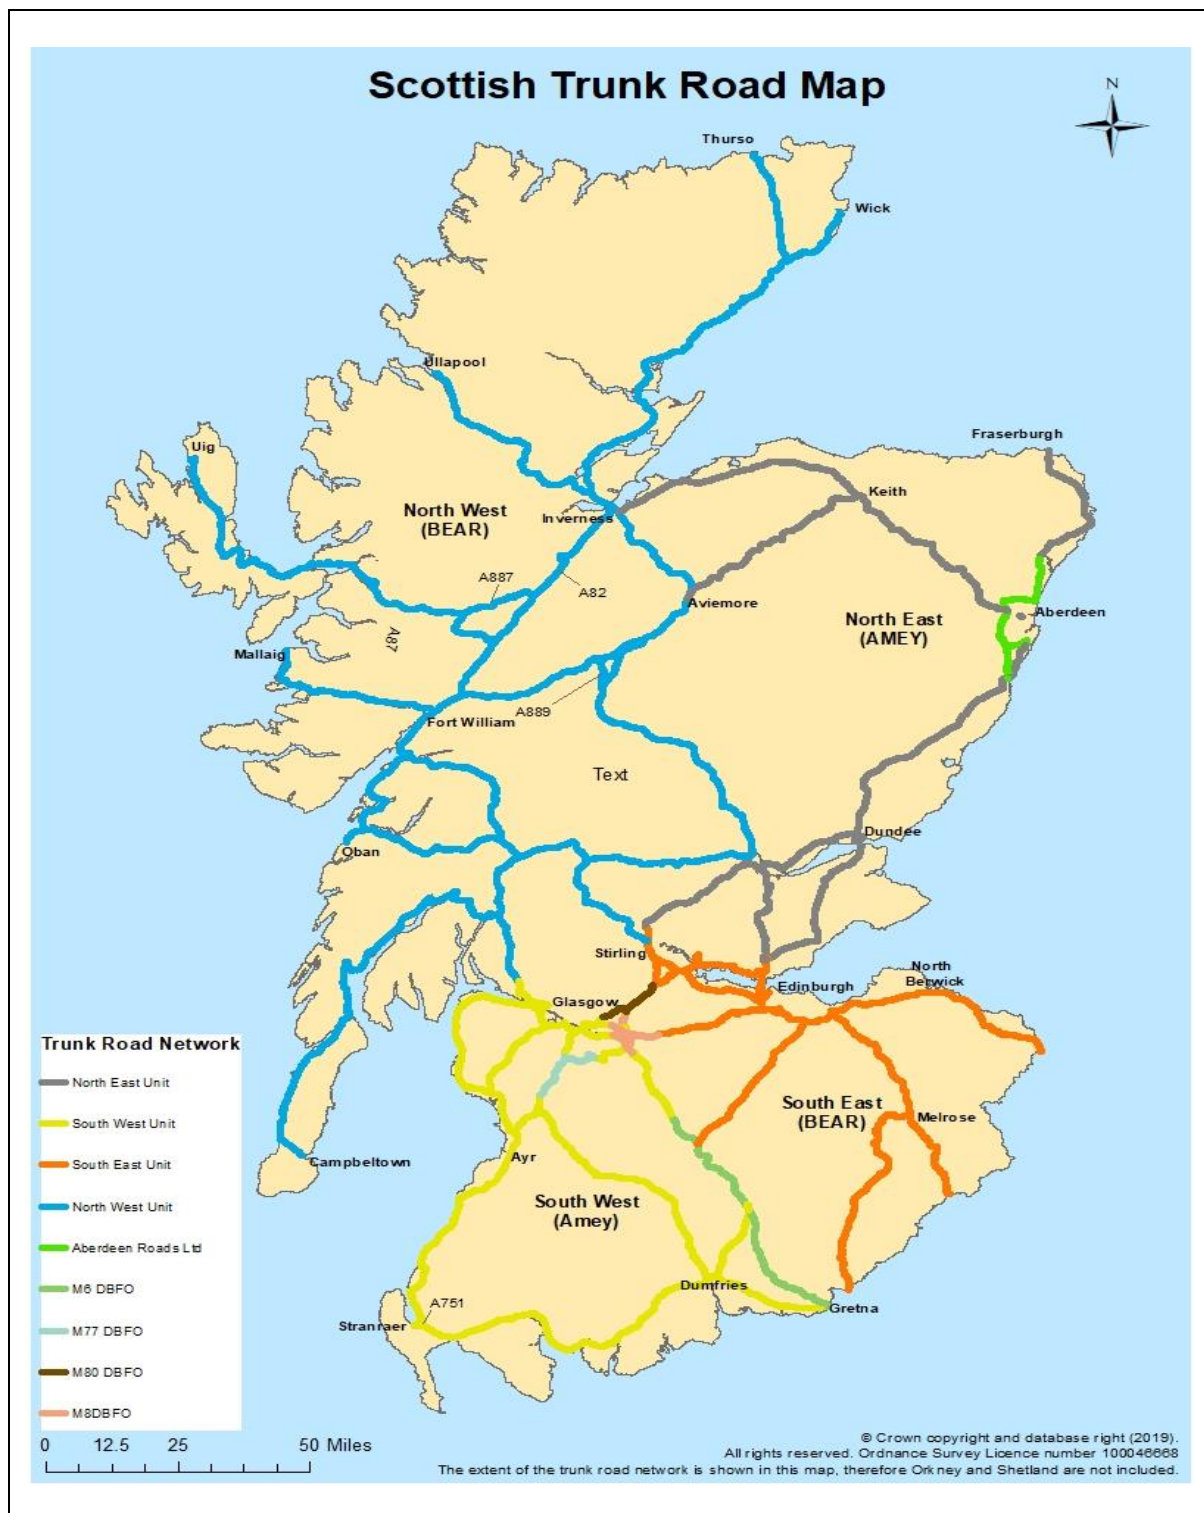 Scottish Trunk Road Map
N
Thurso
Wick
Ullapool
Uig
Fraserburgh
Keith
North West
(BEAR)
Inverness
A887
A82
Aviemore
Aberdeen
North East
(AMEY)
A87
Mallaig
A889
Fort William
Text
Dundee
Oban
Stirling
North
Berwick
Edinburgh
Glasgow
Trunk Road Network
North East Unit
South West Unit
South East Unit
North West Unit
Aberdeen Roads Ltd
M6 DBFO
M77 DBFO
M80 DBFO
M8DBFO
South East
(BEAR)
Melrose
Campbeltown
Ayr
South West
(Amey)
Dumfries
A751
Gretna
Stranraer
0 12.5 25 50 Miles
© Crown copyright and database right (2019).
All rights reserved. Ordnance Survey Licence number 100046668
The extent of the trunk road network is shown in this map, therefore Orkney and Shetland are not included.